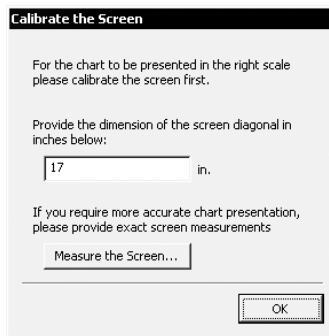 Calibrate the Screen
For the chart to be presented in the right scale
please calibrate the screen first.
Provide the dimension of the screen diagonal in
inches below:
17 in.
If you require more accurate chart presentation,
please provide exact screen measurements
Measure the Screen...
OK